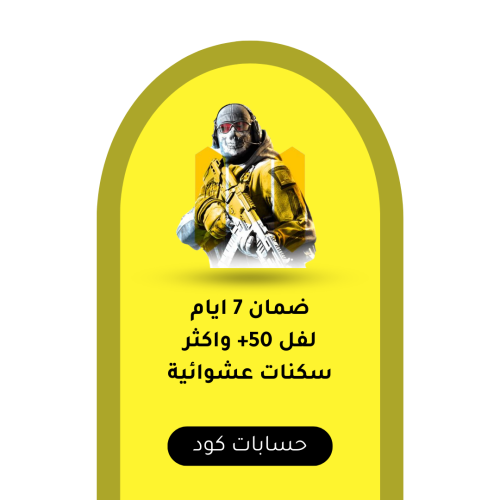 ضمان 7 ايام
لفل 50+ واكثر
سكنات عشوائية
حسابات كود